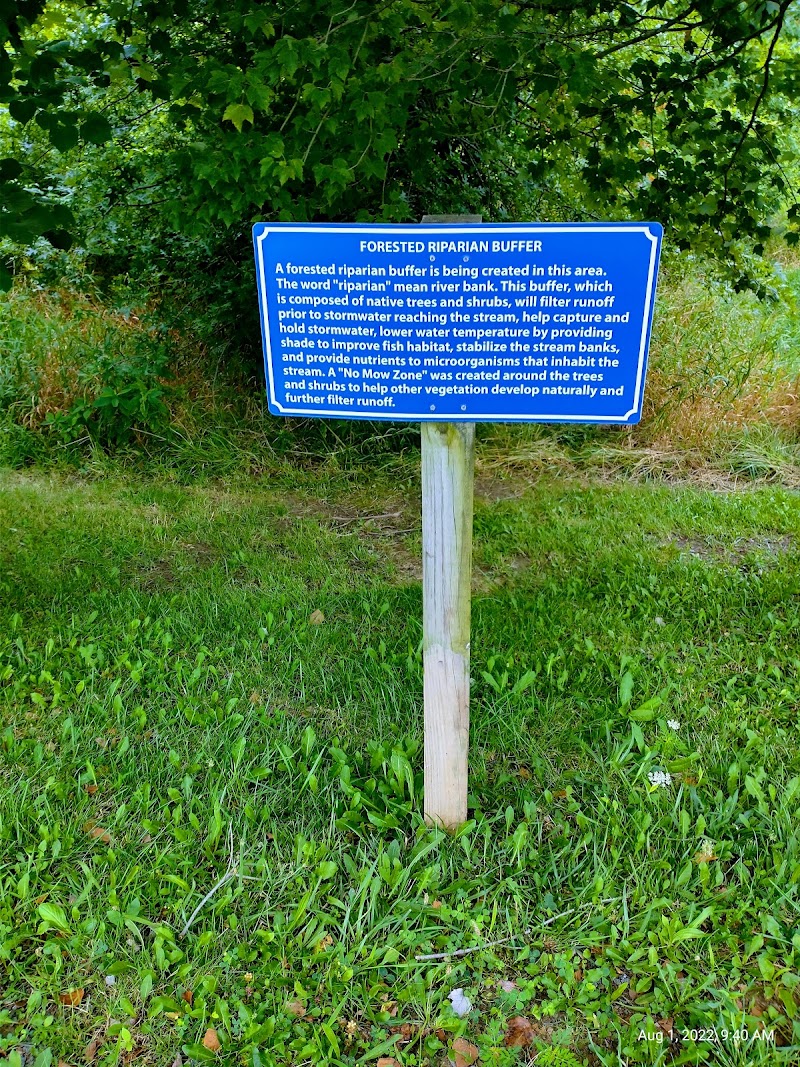 FORESTED RIPARIAN BUFFER
A forested riparian buffer is being created in this area.
The word "riparian" mean river bank. This buffer, which
is composed of native trees and shrubs, will filter runoff
prior to stormwater reaching the stream, help capture and
hold stormwater, lower water temperature by providing
shade to improve fish habitat, stabilize the stream banks,
and provide nutrients to microorganisms that inhabit the
stream. A "No Mow Zone" was created around the trees
and shrubs to help other vegetation develop naturally and
further filter runoff.
Aug 1, 2022, 9:40 AM